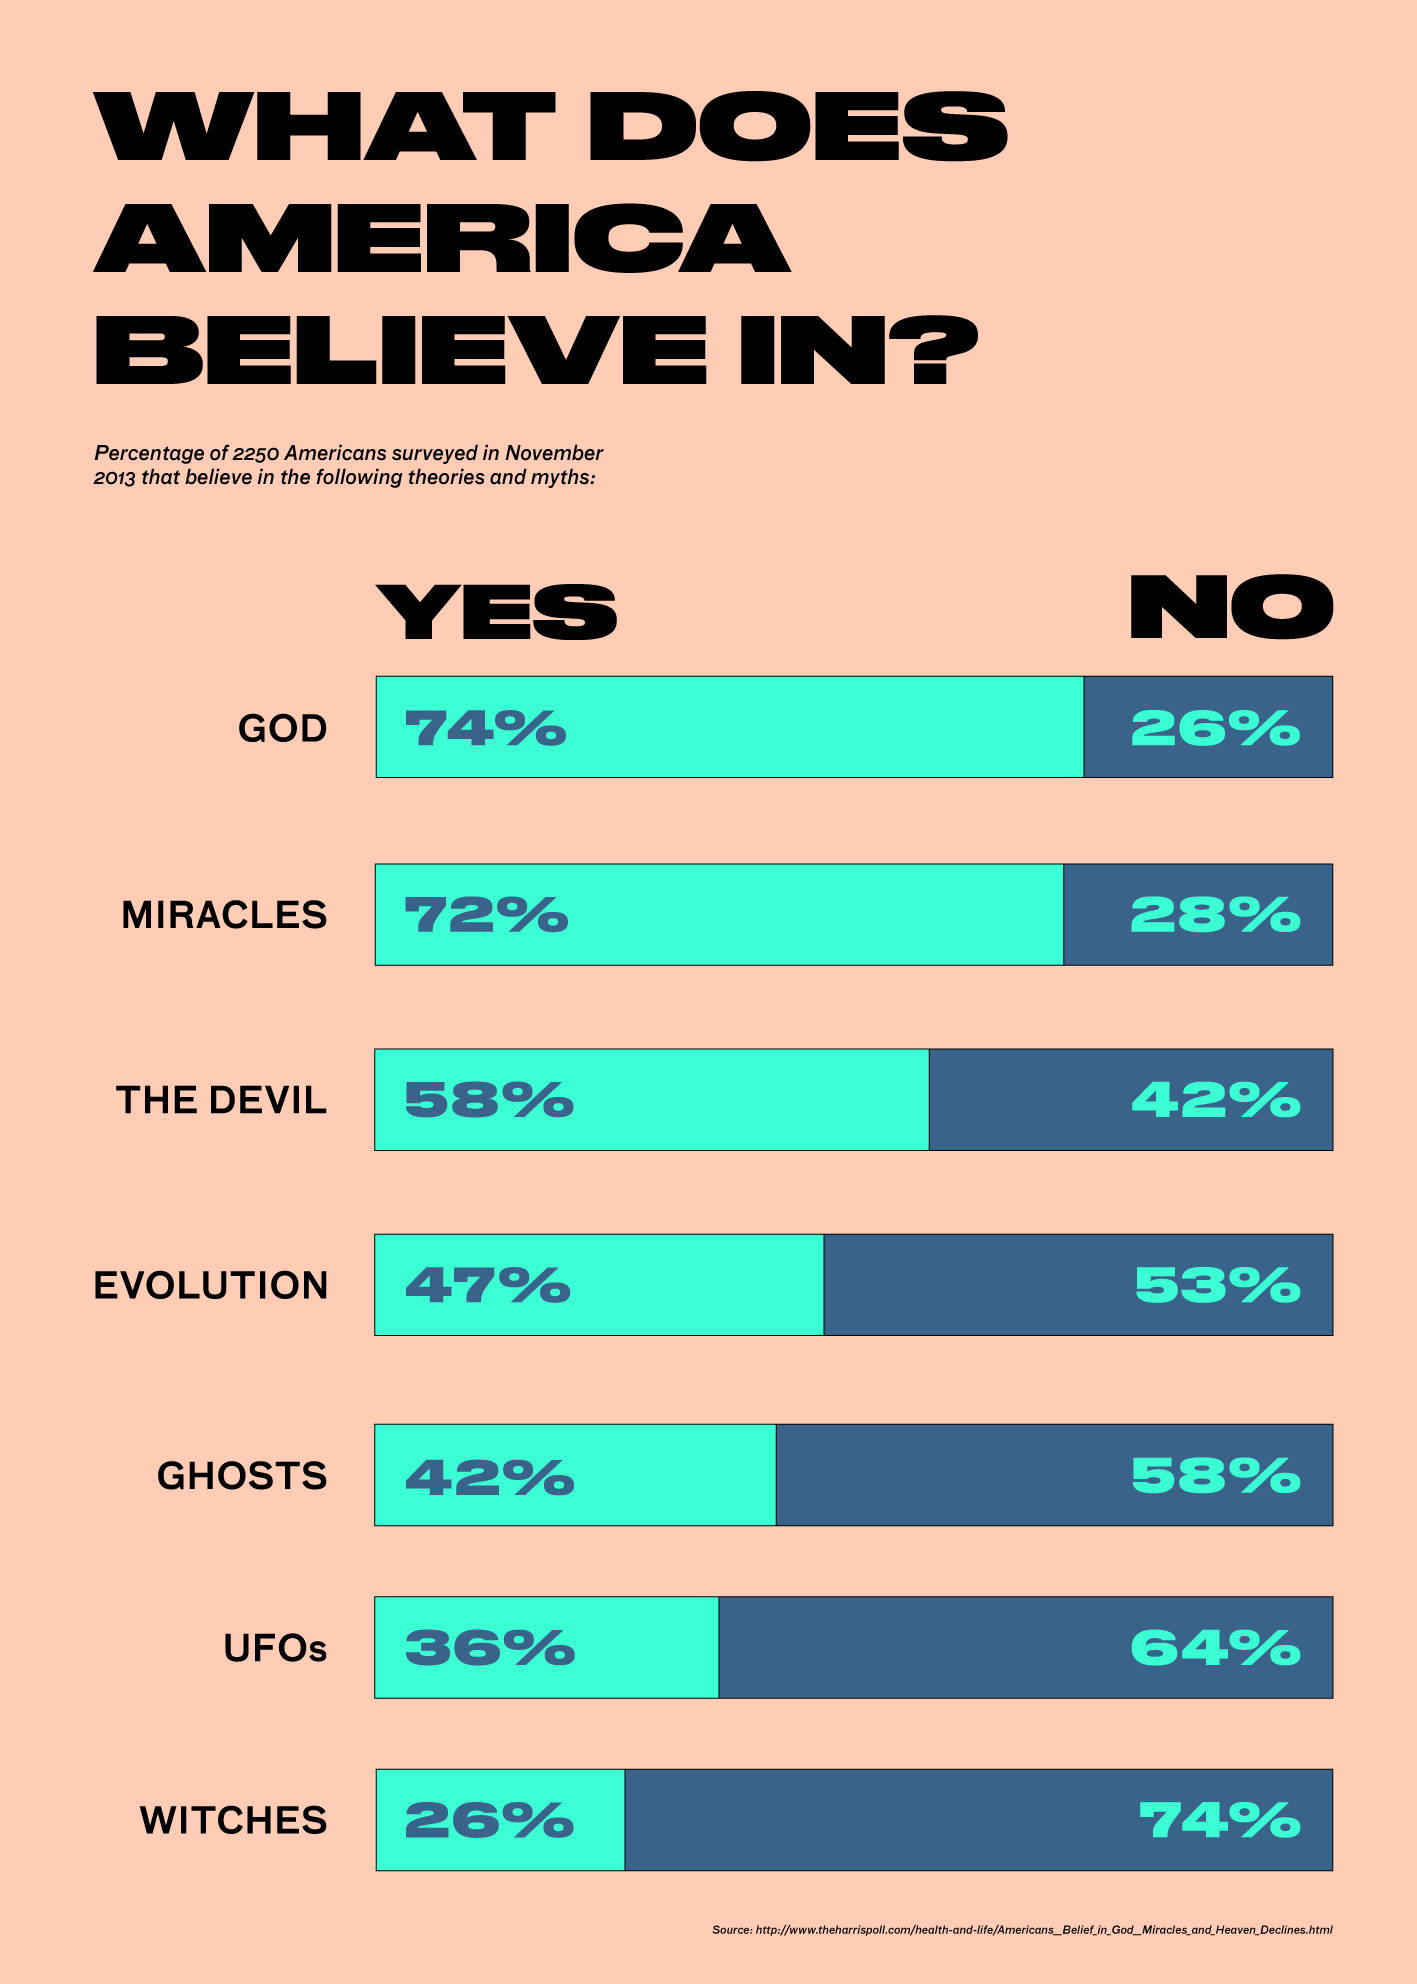 WHAT DOES
AMERICA
BELIEVE IN?
Percentage of 2250 Americans surveyed in November
2013 that believe in the following theories and myths:
YES NO
GOD 74% 26%
MIRACLES 72% 28%
THE DEVIL 58% 42%
EVOLUTION 47% 53%
GHOSTS 42% 58%
UFOs 36% 64%
WITCHES 26% 74%
Source: http://www.theharrispoll.com/health-and-life/Americans__Belief_in_God__Miracles_and_Heaven_Declines.html